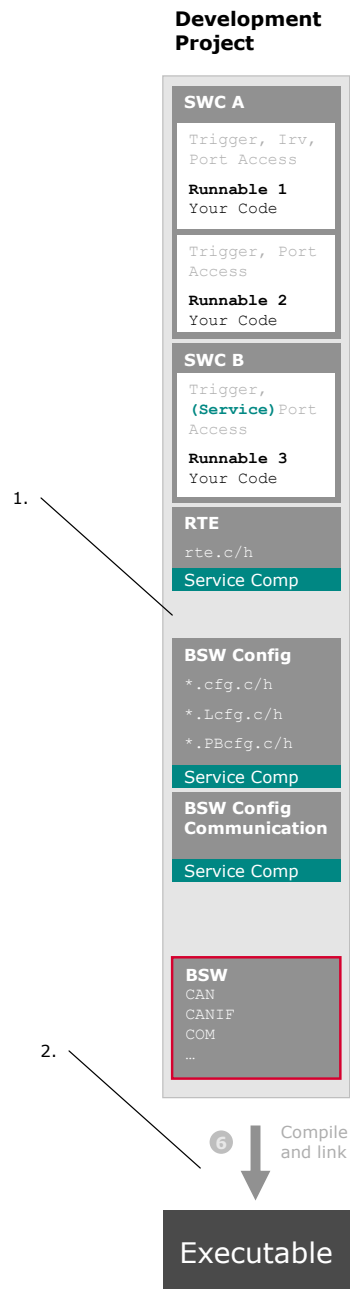 Development
Project
SWC A
Trigger, Irv,
Port Access
Runnable 1
Your Code
Trigger, Port
Access
Runnable 2
Your Code
SWC B
Trigger,
(Service)Port
Access
Runnable 3
Your Code
1.
RTE
rte.c/h
Service Comp
BSW Config
*.cfg.c/h
*.Lcfg.c/h
*.PBcfg.c/h
Service Comp
BSW Config
Communication
Service Comp
BSW
CAN
CANIF
COM
…
2.
6
Compile
and link
Executable